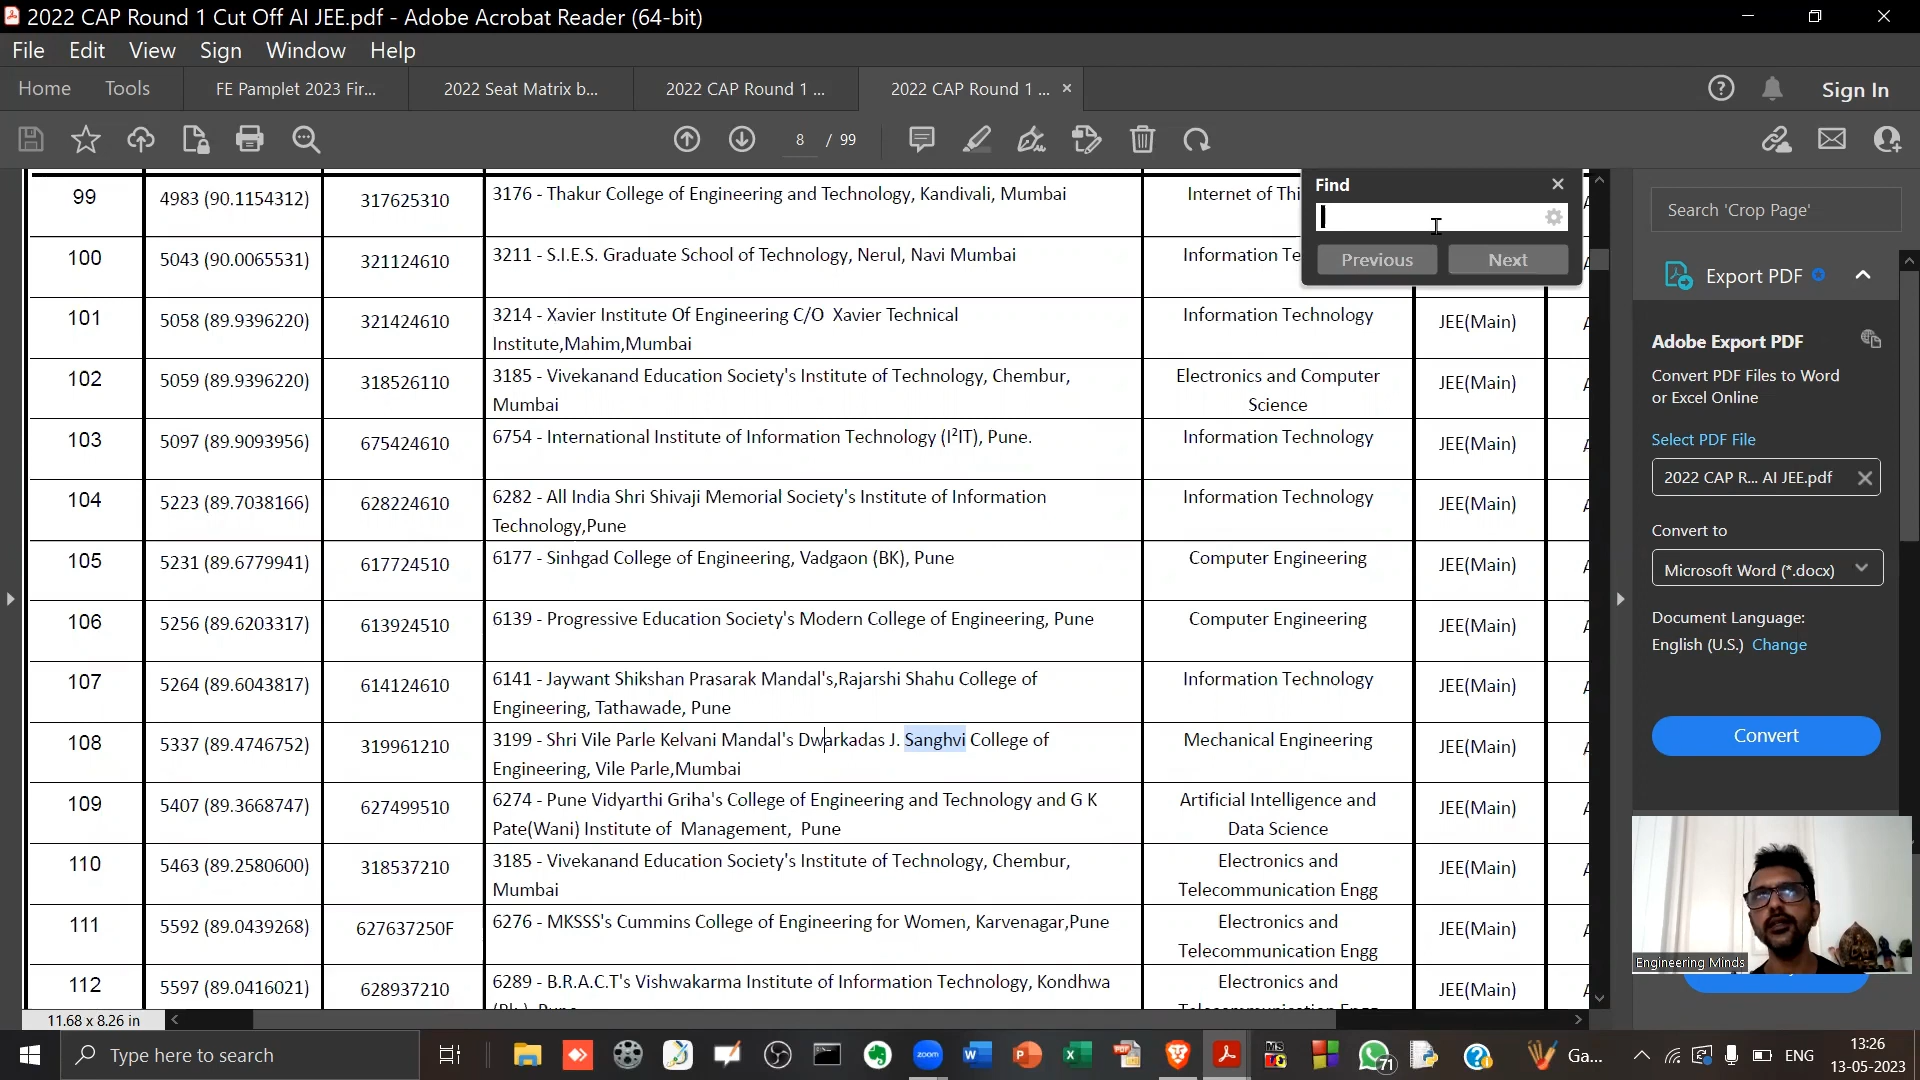 2022 CAP Round 1 Cut Off AI JEE.pdf - Adobe Acrobat Reader (64-bit)
File Edit View Sign Window Help
Home Tools FE Pamplet 2023 Fir... 2022 Seat Matrix b... 2022 CAP Round 1 ... 2022 CAP Round 1 ... × Sign In
8 / 99
99 4983 (90.1154312) 317625310 3176 - Thakur College of Engineering and Technology, Kandivali, Mumbai Internet of Thi
100 5043 (90.0065531) 321124610 3211 - S.I.E.S. Graduate School of Technology, Nerul, Navi Mumbai Information Te
101 5058 (89.9396220) 321424610 3214 - Xavier Institute Of Engineering C/O Xavier Technical Information Technology JEE(Main)
Institute,Mahim,Mumbai
102 5059 (89.9396220) 318526110 3185 - Vivekanand Education Society's Institute of Technology, Chembur, Electronics and Computer JEE(Main)
Mumbai Science
103 5097 (89.9093956) 675424610 6754 - International Institute of Information Technology (I²IT), Pune. Information Technology JEE(Main)
104 5223 (89.7038166) 628224610 6282 - All India Shri Shivaji Memorial Society's Institute of Information Information Technology JEE(Main)
Technology,Pune
105 5231 (89.6779941) 617724510 6177 - Sinhgad College of Engineering, Vadgaon (BK), Pune Computer Engineering JEE(Main)
106 5256 (89.6203317) 613924510 6139 - Progressive Education Society's Modern College of Engineering, Pune Computer Engineering JEE(Main)
107 5264 (89.6043817) 614124610 6141 - Jaywant Shikshan Prasarak Mandal's,Rajarshi Shahu College of Information Technology JEE(Main)
Engineering, Tathawade, Pune
108 5337 (89.4746752) 319961210 3199 - Shri Vile Parle Kelvani Mandal's Dwarkadas J. Sanghvi College of Mechanical Engineering JEE(Main)
Engineering, Vile Parle,Mumbai
109 5407 (89.3668747) 627499510 6274 - Pune Vidyarthi Griha's College of Engineering and Technology and G K Artificial Intelligence and JEE(Main)
Pate(Wani) Institute of Management, Pune Data Science
110 5463 (89.2580600) 318537210 3185 - Vivekanand Education Society's Institute of Technology, Chembur, Electronics and JEE(Main)
Mumbai Telecommunication Engg
111 5592 (89.0439268) 627637250F 6276 - MKSSS's Cummins College of Engineering for Women, Karvenagar,Pune Electronics and JEE(Main)
Telecommunication Engg
112 5597 (89.0416021) 628937210 6289 - B.R.A.C.T's Vishwakarma Institute of Information Technology, Kondhwa Electronics and JEE(Main)
Find
Previous Next
Search 'Crop Page'
Export PDF
Adobe Export PDF
Convert PDF Files to Word
or Excel Online
Select PDF File
2022 CAP R... AI JEE.pdf
Convert to
Microsoft Word (*.docx)
Document Language:
English (U.S.) Change
Convert
Engineering Minds
11.68 x 8.26 in
Type here to search
zoom
71
Ga...
ENG
13:26
13-05-2023